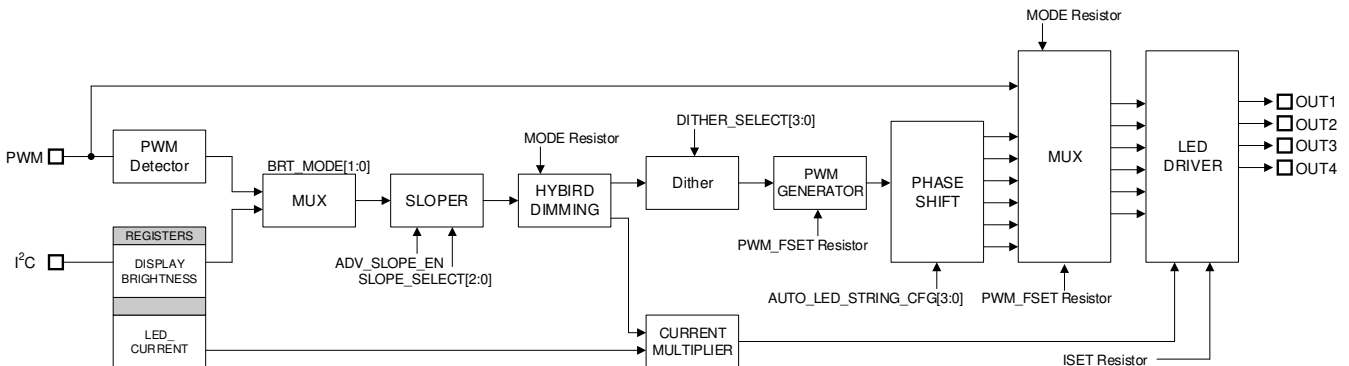 MODE Resistor
OUT1
OUT2
OUT3
OUT4
LED
DRIVER
MUX
DITHER_SELECT[3:0]
MODE Resistor
PWM
PWM
Detector
BRT_MODE[1:0]
MUX
SLOPER
HYBIRD
DIMMING
Dither
PWM
GENERATOR
PHASE
SHIFT
PWM_FSET Resistor
I²C
REGISTERS
DISPLAY
BRIGHTNESS
ADV_SLOPE_EN
SLOPE_SELECT[2:0]
AUTO_LED_STRING_CFG[3:0]
PWM_FSET Resistor
LED_
CURRENT
CURRENT
MULTIPLIER
ISET Resistor